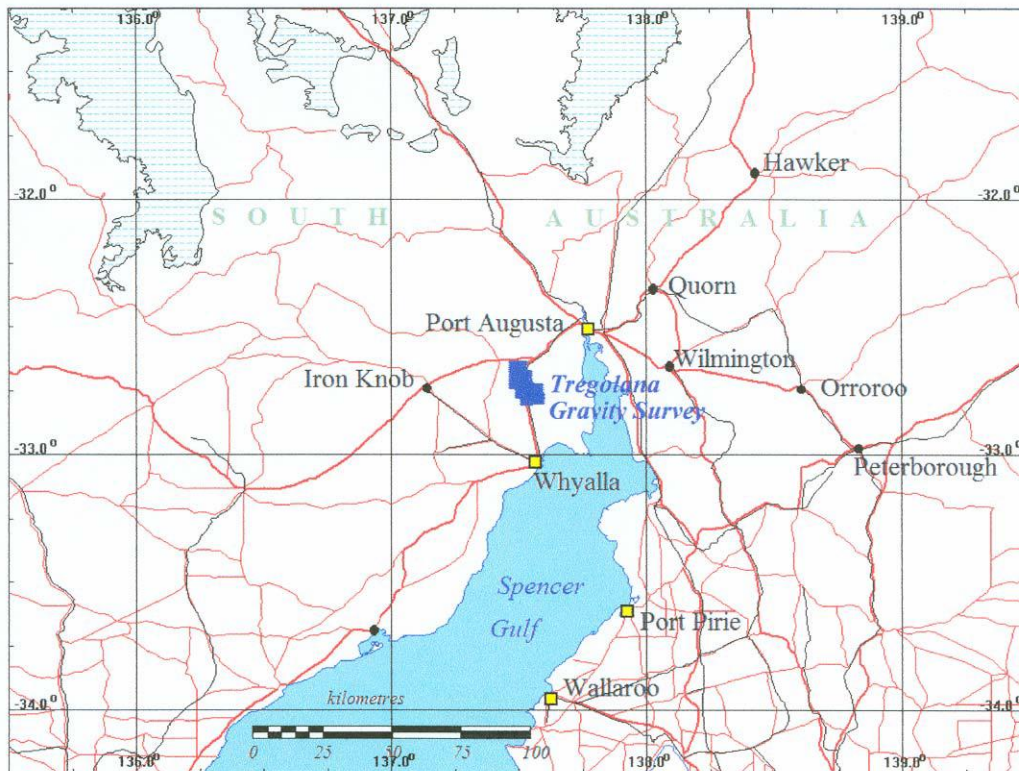 136.0° 137.0° 138.0° 139.0°
Hawker
-32.0° -32.0°
SOUTH AUSTRALIA
Quorn
Port Augusta
Wilmington
Iron Knob
Orroroo
Tregolana
Gravity Survey
-33.0° -33.0°
Peterborough
Whyalla
Spencer
Gulf
Port Pirie
Wallaroo
kilometres
-34.0° -34.0°
0 25 50 75 100
136.0° 137.0° 138.0° 139.0°